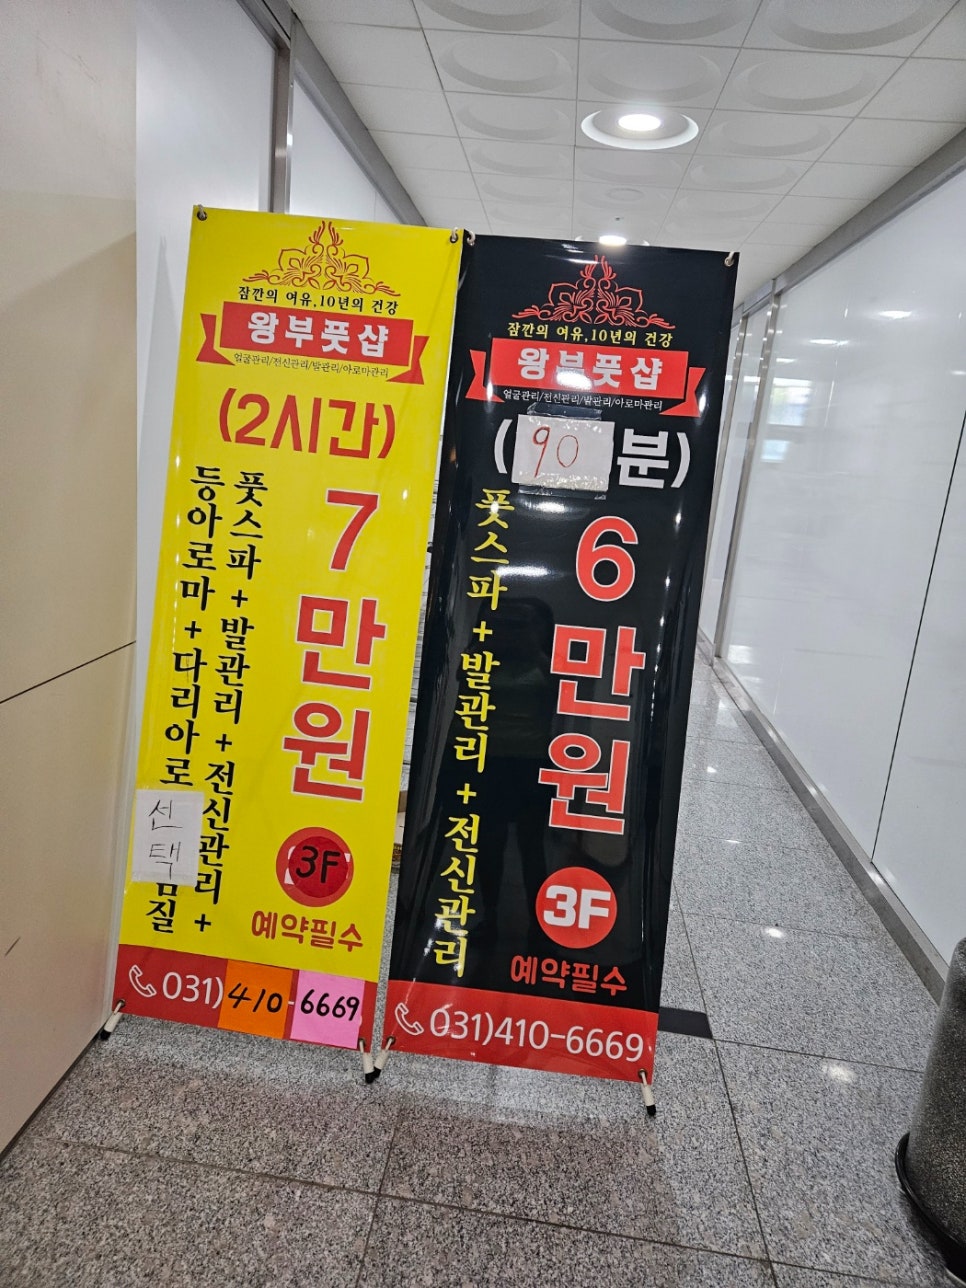 잠깐의 여유,10년의 건강
왕부풋샵
얼굴관리/전신관리/발관리/아로마관리
(2시간)
7만원
풋스파+발관리+전신관리+
등아로마+다리아로
선택
질
3F
예약필수
031)410-6669
잠깐의 여유,10년의 건강
왕부풋샵
얼굴관리/전신관리/발관리/아로마관리
(90분)
6만원
풋스파+발관리+전신관리
3F
예약필수
031)410-6669